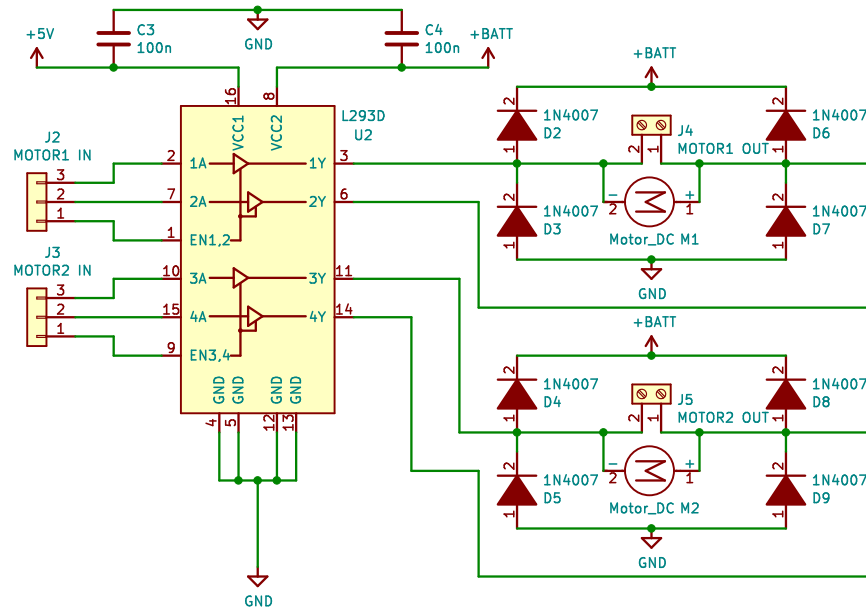 +5V
C3
100n
GND
C4
100n
+BATT
16
8
VCC1
VCC2
L293D
U2
J2
MOTOR1 IN
3
2
1
2
7
1
1A
2A
EN1,2
1Y
2Y
3
6
J3
MOTOR2 IN
3
2
1
10
15
9
3A
4A
EN3,4
3Y
4Y
11
14
GND
GND
GND
GND
4
5
12
13
GND
+BATT
2
1N4007
D2
1
J4
MOTOR1 OUT
2
1
2
1N4007
D6
1
2
1N4007
D3
1
-
+
2
1
Motor_DC M1
2
1N4007
D7
1
GND
+BATT
2
1N4007
D4
1
J5
MOTOR2 OUT
2
1
2
1N4007
D8
1
2
1N4007
D5
1
-
+
2
1
Motor_DC M2
2
1N4007
D9
1
GND